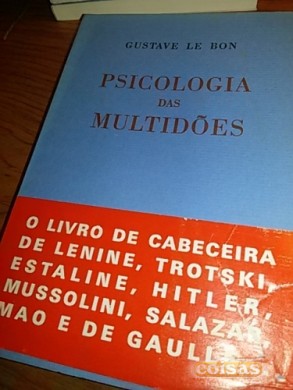 GUSTAVE LE BON
PSICOLOGIA
DAS
MULTIDÕES
O LIVRO DE CABECEIRA
DE LENINE, TROTSKI,
ESTALINE, HITLER,
MUSSOLINI, SALAZAR,
MAO E DE GAULLE
coisas